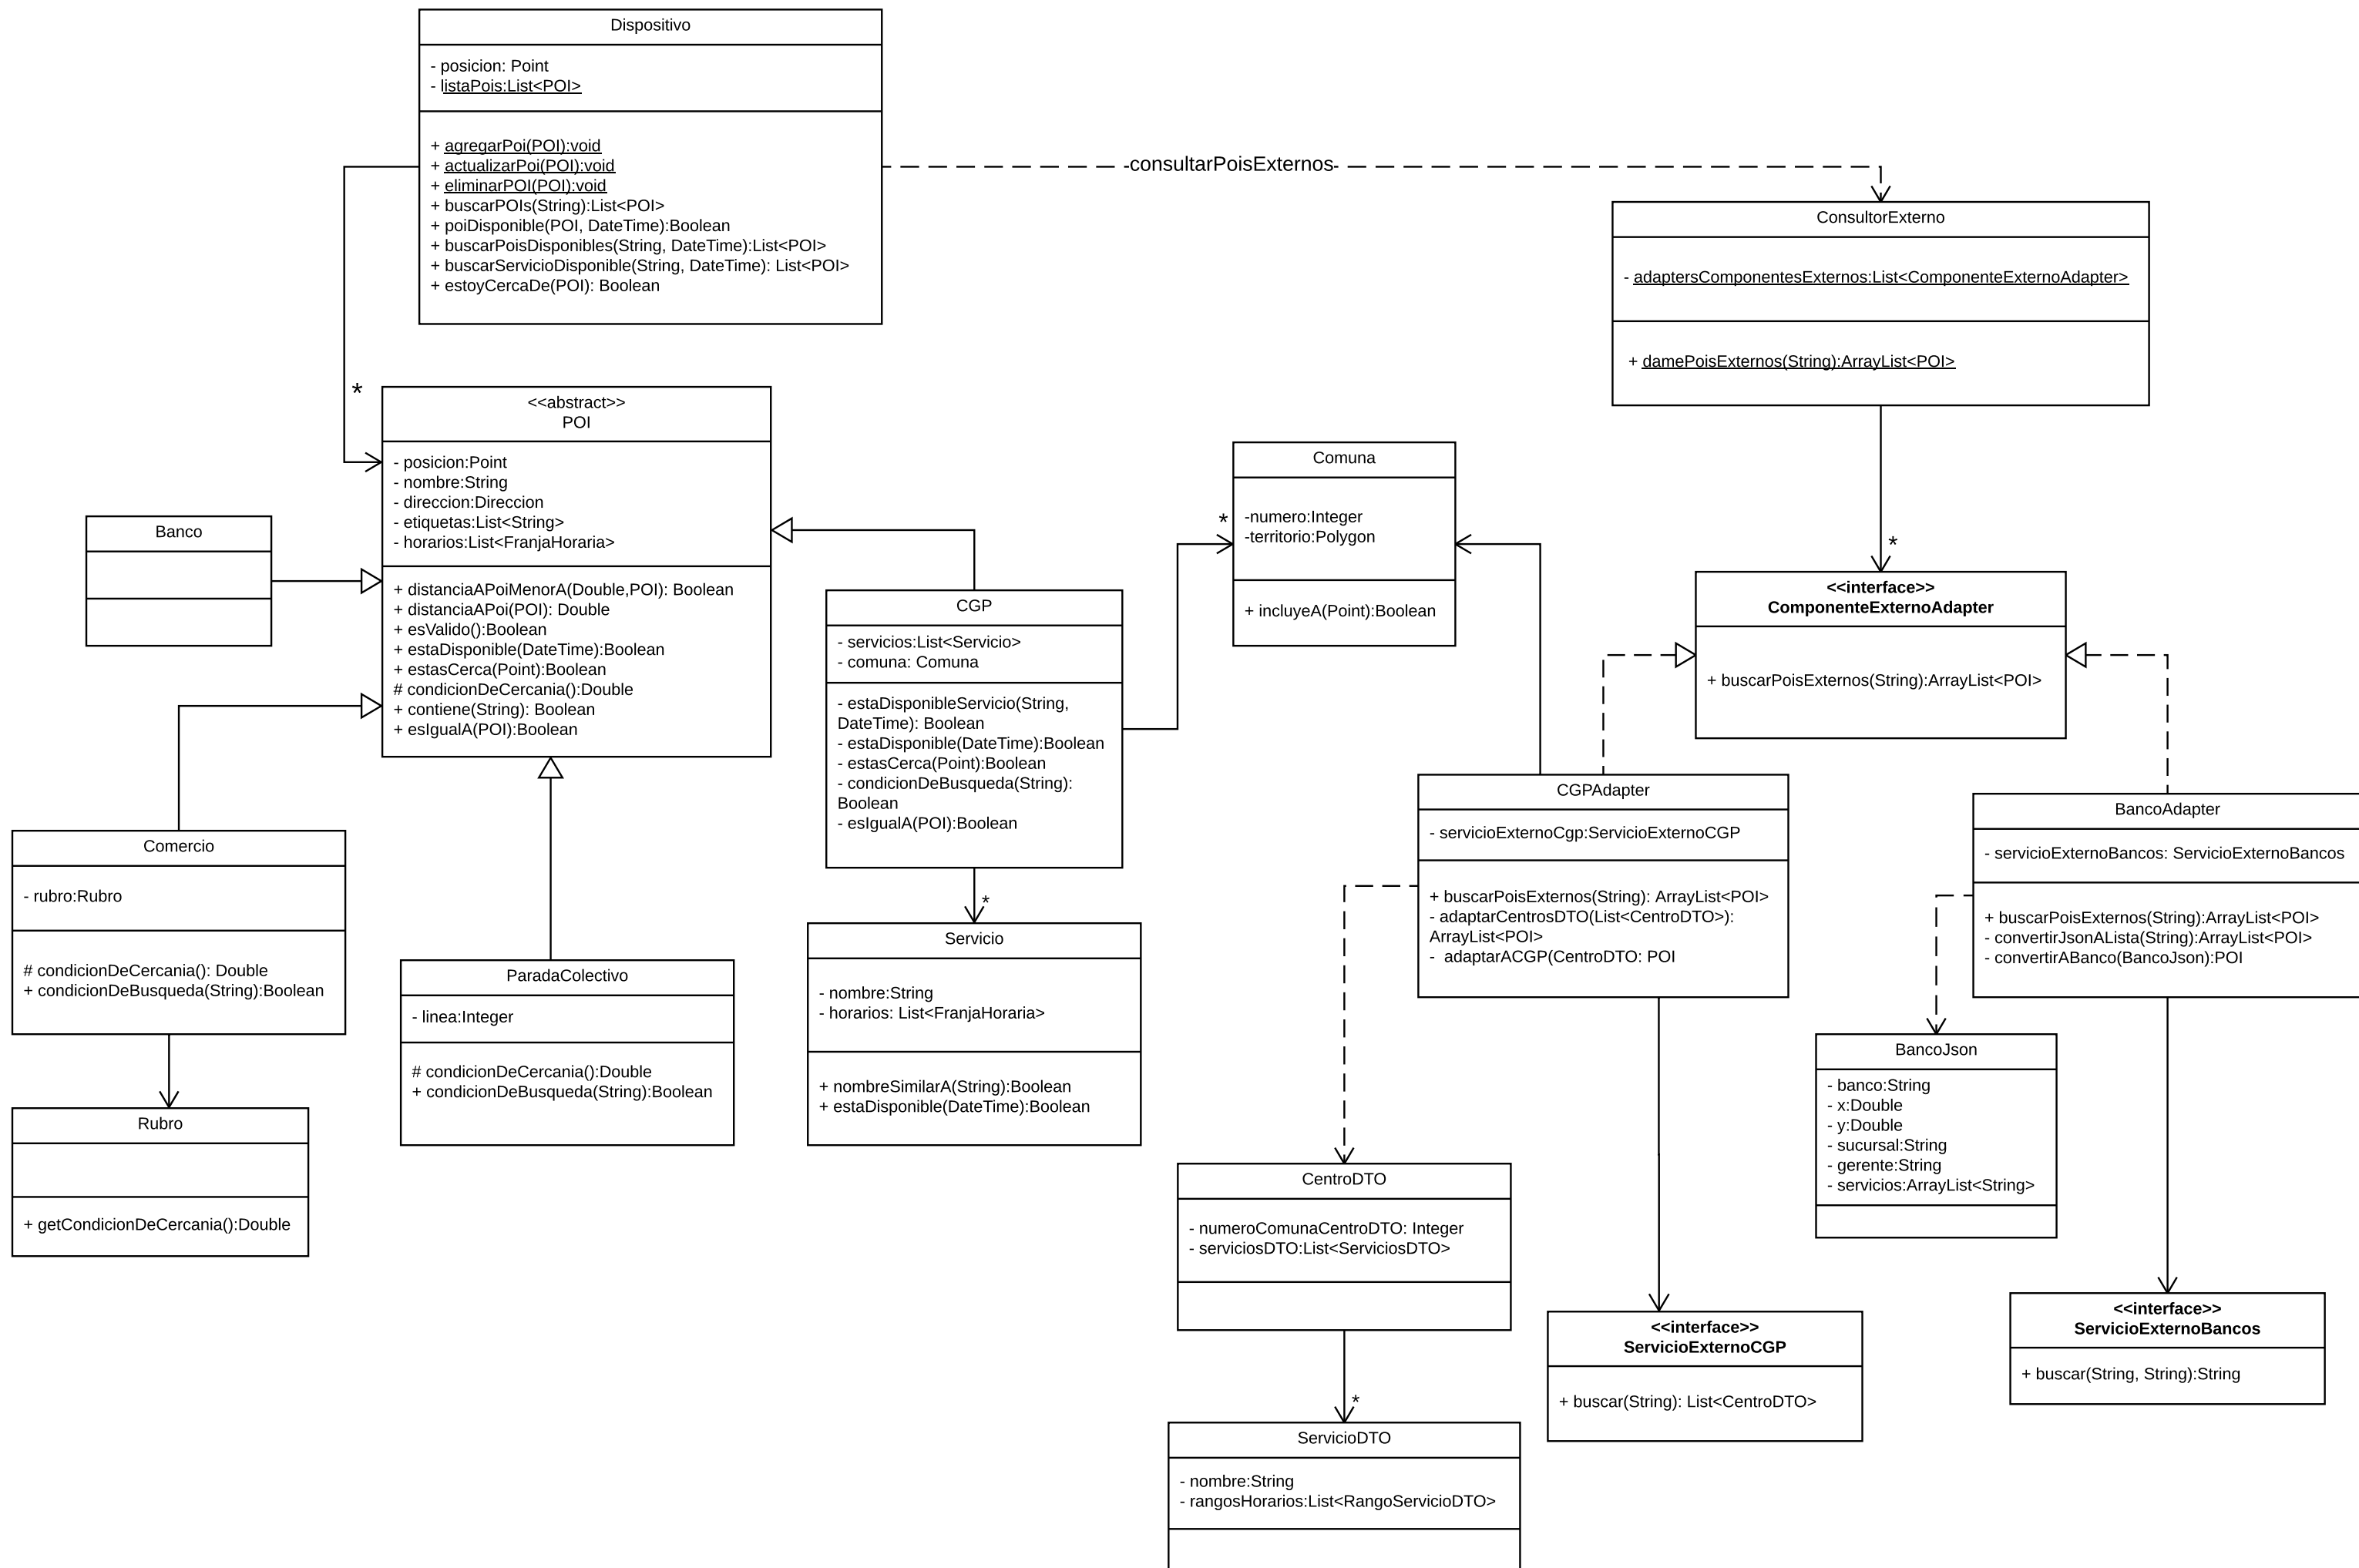 Dispositivo
- posicion: Point
- listaPois:List<POI>
+ agregarPoi(POI):void
+ actualizarPoi(POI):void
+ eliminarPOI(POI):void
+ buscarPOIs(String):List<POI>
+ poiDisponible(POI, DateTime):Boolean
+ buscarPoisDisponibles(String, DateTime):List<POI>
+ buscarServicioDisponible(String, DateTime): List<POI>
+ estoyCercaDe(POI): Boolean
-consultarPoisExternos-
ConsultorExterno
- adaptersComponentesExternos:List<ComponenteExternoAdapter>
+ damePoisExternos(String):ArrayList<POI>
*
<<abstract>>
POI
- posicion:Point
- nombre:String
- direccion:Direccion
- etiquetas:List<String>
- horarios:List<FranjaHoraria>
+ distanciaAPoiMenorA(Double,POI): Boolean
+ distanciaAPoi(POI): Double
+ esValido():Boolean
+ estaDisponible(DateTime):Boolean
+ estasCerca(Point):Boolean
# condicionDeCercania():Double
+ contiene(String): Boolean
+ esIgualA(POI):Boolean
Banco
Comuna
-numero:Integer
-territorio:Polygon
+ incluyeA(Point):Boolean
*
*
<<interface>>
ComponenteExternoAdapter
+ buscarPoisExternos(String):ArrayList<POI>
CGP
- servicios:List<Servicio>
- comuna: Comuna
- estaDisponibleServicio(String,
DateTime): Boolean
- estaDisponible(DateTime):Boolean
- estasCerca(Point):Boolean
- condicionDeBusqueda(String):
Boolean
- esIgualA(POI):Boolean
CGPAdapter
- servicioExternoCgp:ServicioExternoCGP
+ buscarPoisExternos(String): ArrayList<POI>
- adaptarCentrosDTO(List<CentroDTO>):
ArrayList<POI>
-  adaptarACGP(CentroDTO: POI
BancoAdapter
- servicioExternoBancos: ServicioExternoBancos
+ buscarPoisExternos(String):ArrayList<POI>
- convertirJsonALista(String):ArrayList<POI>
- convertirABanco(BancoJson):POI
Comercio
- rubro:Rubro
# condicionDeCercania(): Double
+ condicionDeBusqueda(String):Boolean
ParadaColectivo
- linea:Integer
# condicionDeCercania():Double
+ condicionDeBusqueda(String):Boolean
*
Servicio
- nombre:String
- horarios: List<FranjaHoraria>
+ nombreSimilarA(String):Boolean
+ estaDisponible(DateTime):Boolean
Rubro
+ getCondicionDeCercania():Double
BancoJson
- banco:String
- x:Double
- y:Double
- sucursal:String
- gerente:String
- servicios:ArrayList<String>
CentroDTO
- numeroComunaCentroDTO: Integer
- serviciosDTO:List<ServiciosDTO>
<<interface>>
ServicioExternoCGP
+ buscar(String): List<CentroDTO>
<<interface>>
ServicioExternoBancos
+ buscar(String, String):String
*
ServicioDTO
- nombre:String
- rangosHorarios:List<RangoServicioDTO>